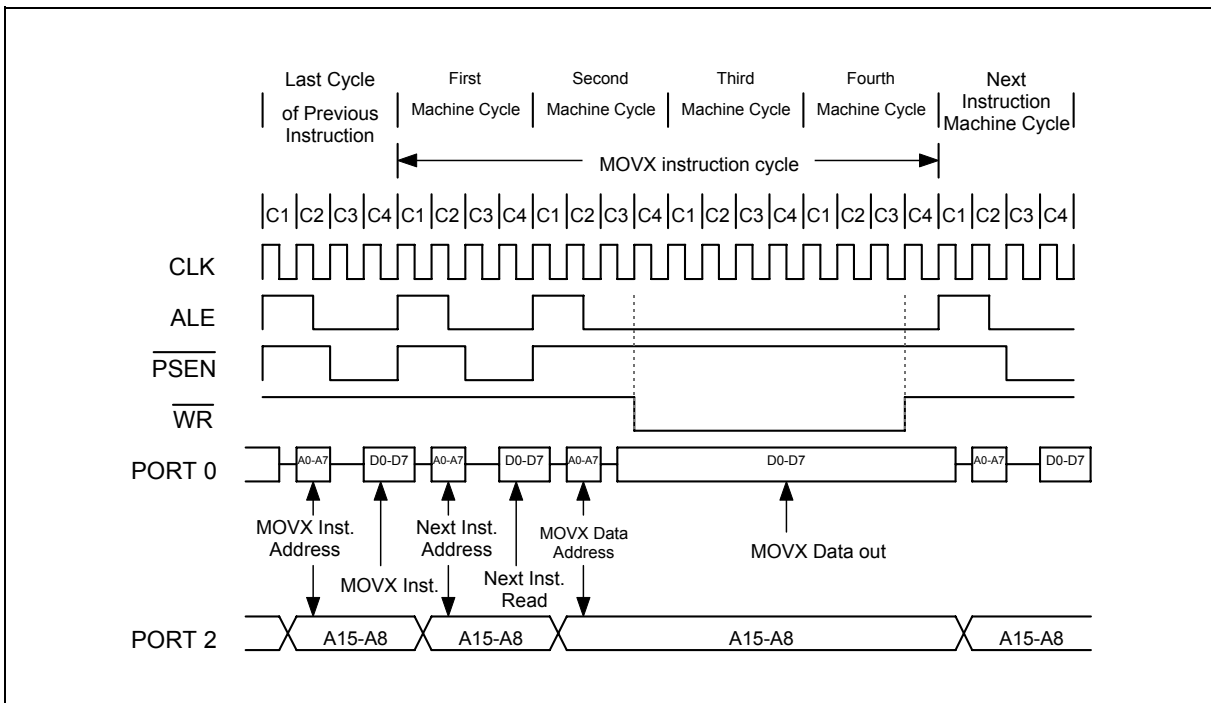 Last Cycle
of Previous
Instruction
First
Machine Cycle
Second
Machine Cycle
Third
Machine Cycle
Fourth
Machine Cycle
Next
Instruction
Machine Cycle
MOVX instruction cycle
C1 C2 C3 C4 C1 C2 C3 C4 C1 C2 C3 C4 C1 C2 C3 C4 C1 C2 C3 C4 C1 C2 C3 C4
CLK
ALE
PSEN
WR
PORT 0
A0-A7 D0-D7 A0-A7 D0-D7 A0-A7 D0-D7 A0-A7 D0-D7
MOVX Inst.
Address
MOVX Inst.
Next Inst.
Address
Next Inst.
Read
MOVX Data
Address
MOVX Data out
PORT 2
A15-A8 A15-A8 A15-A8 A15-A8